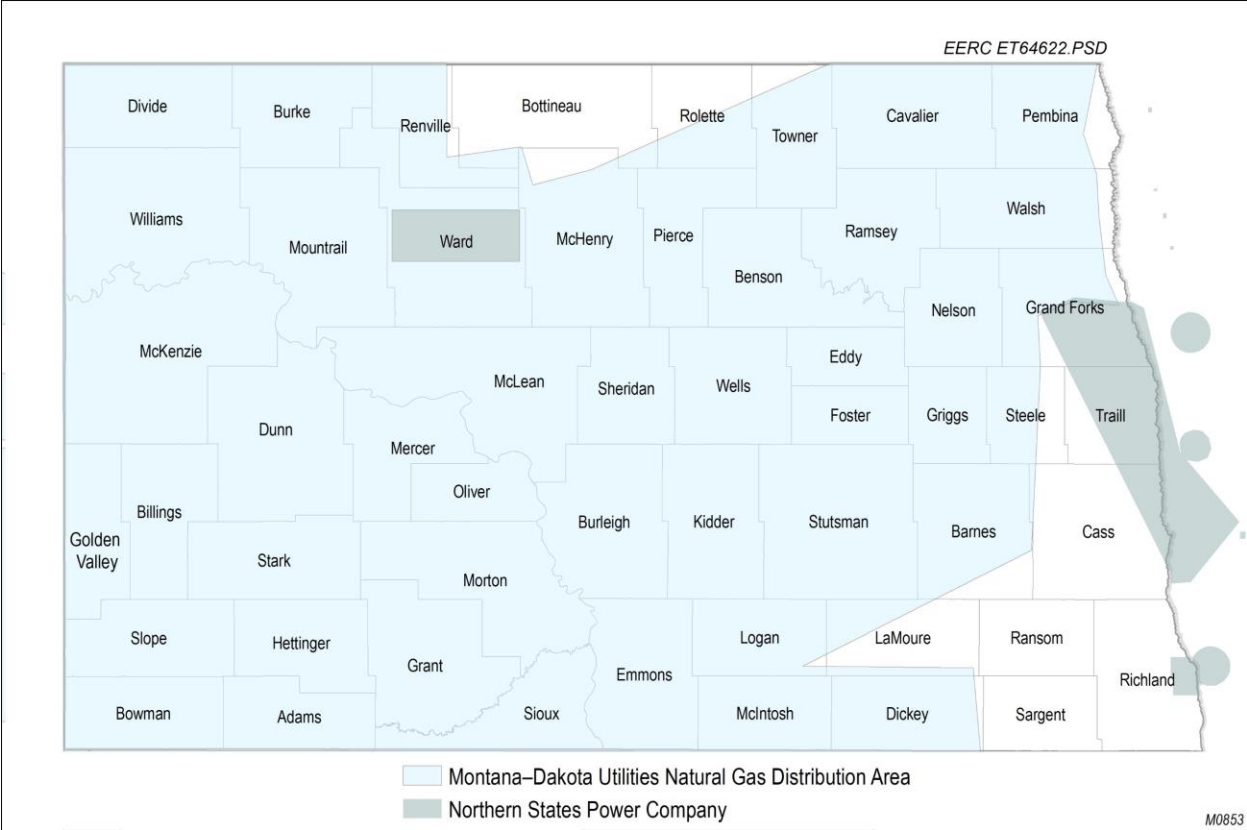 EERC ET64622.PSD
Divide
Burke
Renville
Bottineau
Rolette
Towner
Cavalier
Pembina
Williams
Mountrail
Ward
McHenry
Pierce
Benson
Ramsey
Walsh
Nelson
Grand Forks
McKenzie
Dunn
McLean
Sheridan
Wells
Eddy
Foster
Griggs
Steele
Traill
Mercer
Oliver
Golden
Valley
Billings
Stark
Morton
Burleigh
Kidder
Stutsman
Barnes
Cass
Slope
Hettinger
Grant
Emmons
Logan
LaMoure
Ransom
Richland
Bowman
Adams
Sioux
McIntosh
Dickey
Sargent
Montana–Dakota Utilities Natural Gas Distribution Area
Northern States Power Company
M0853